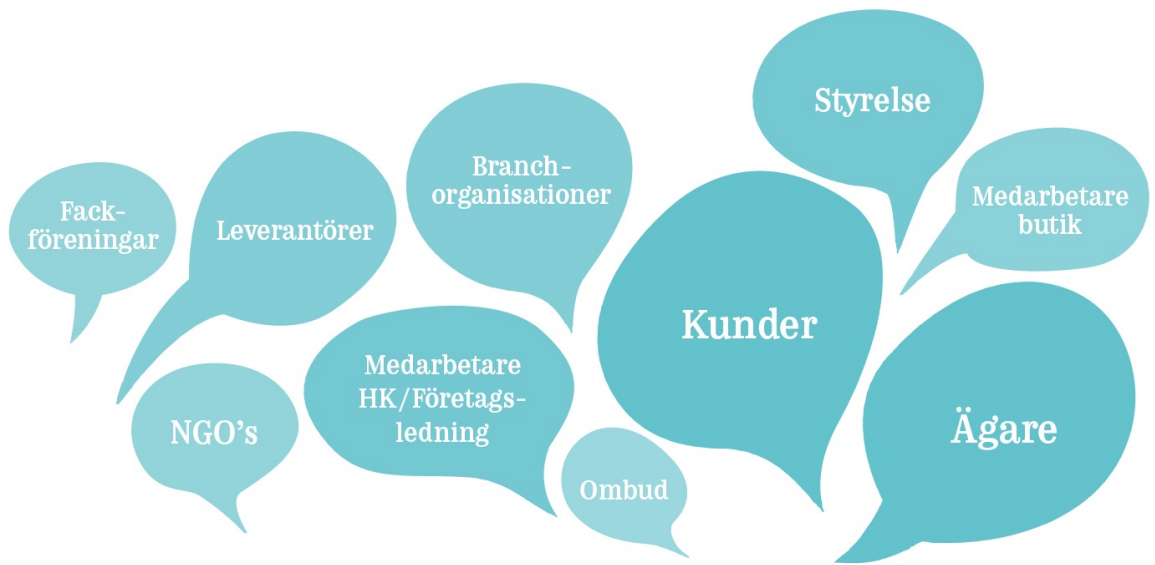 Styrelse
Branch-
organisationer
Medarbetare
butik
Fack-
föreningar
Leverantörer
Kunder
Medarbetare
HK/Företags-
ledning
NGO’s
Ägare
Ombud